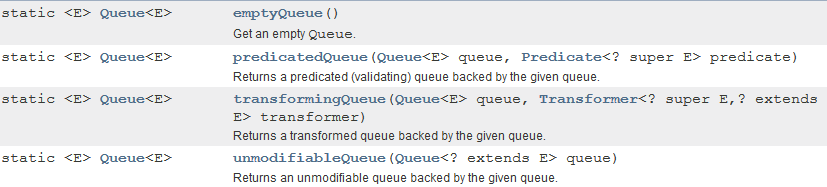 static <E> Queue<E> emptyQueue()
Get an empty Queue.
static <E> Queue<E> predicatedQueue(Queue<E> queue, Predicate<? super E> predicate)
Returns a predicated (validating) queue backed by the given queue.
static <E> Queue<E> transformingQueue(Queue<E> queue, Transformer<? super E,? extends
E> transformer)
Returns a transformed queue backed by the given queue.
static <E> Queue<E> unmodifiableQueue(Queue<? extends E> queue)
Returns an unmodifiable queue backed by the given queue.